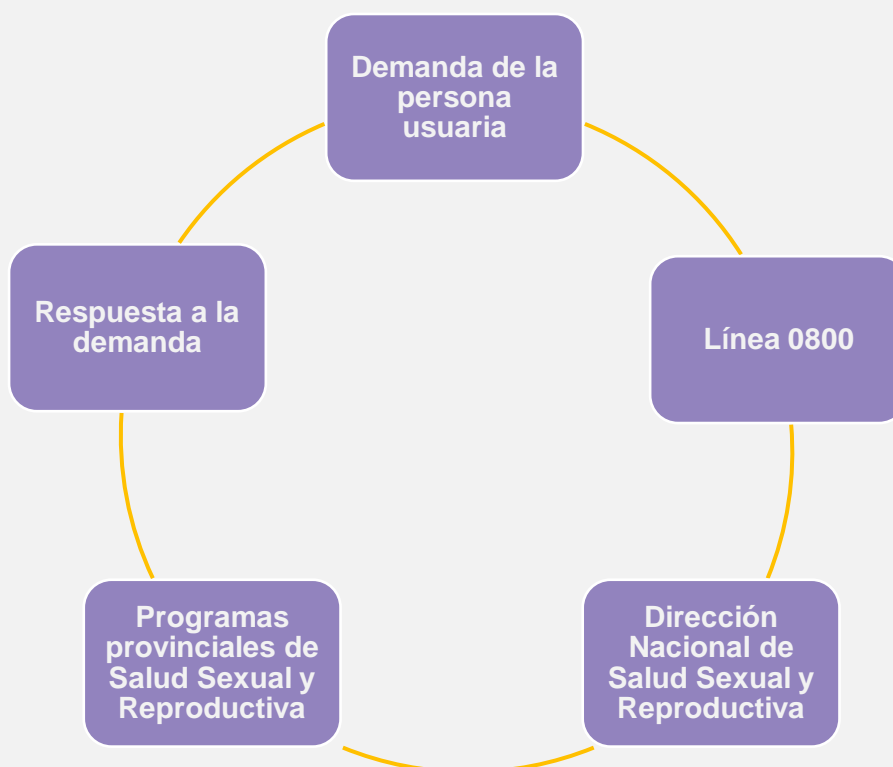 Demanda de la
persona
usuaria
Línea 0800
Dirección
Nacional de
Salud Sexual y
Reproductiva
Programas
provinciales de
Salud Sexual y
Reproductiva
Respuesta a la
demanda